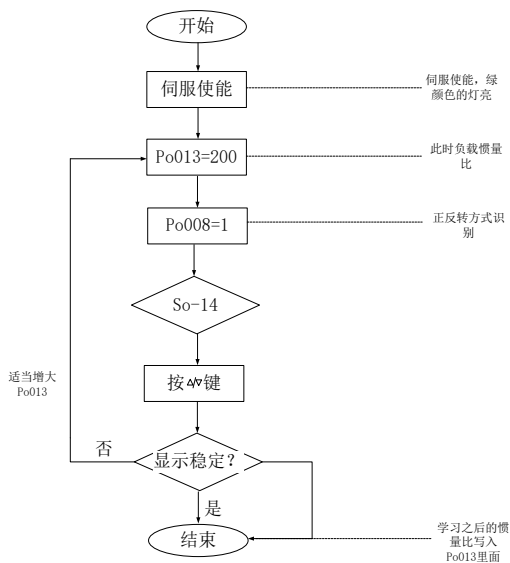 开始
伺服使能
伺服使能，绿
颜色的灯亮
Po013=200
此时负载惯量
比
Po008=1
正反转方式识
别
So-14
适当增大
Po013
按△/▽键
否
显示稳定?
是
结束
学习之后的惯
量比写入
Po013里面